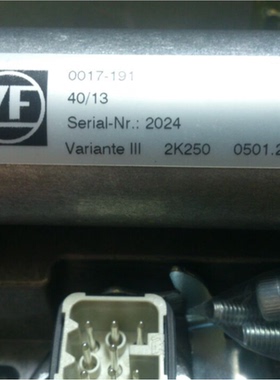 ZF
0017-191
40/13
Serial-Nr.: 2024
Variante III 2K250 0501.2